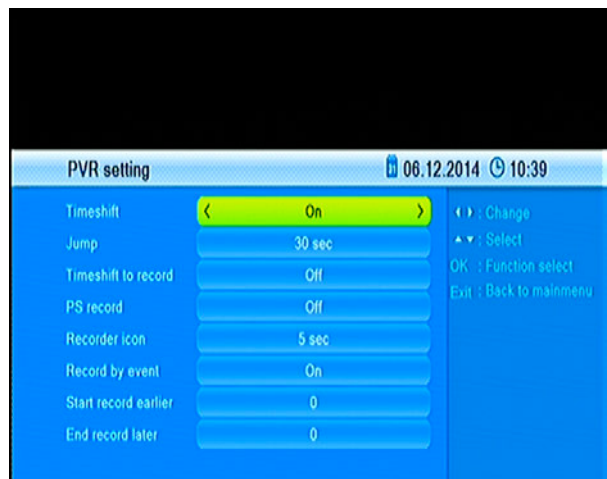 PVR setting 06.12.2014 10:39
Timeshift On
Jump 30 sec
Timeshift to record Off
PS record Off
Recorder icon 5 sec
Record by event On
Start record earlier 0
End record later 0
: Change
: Select
OK : Function select
Exit : Back to mainmenu